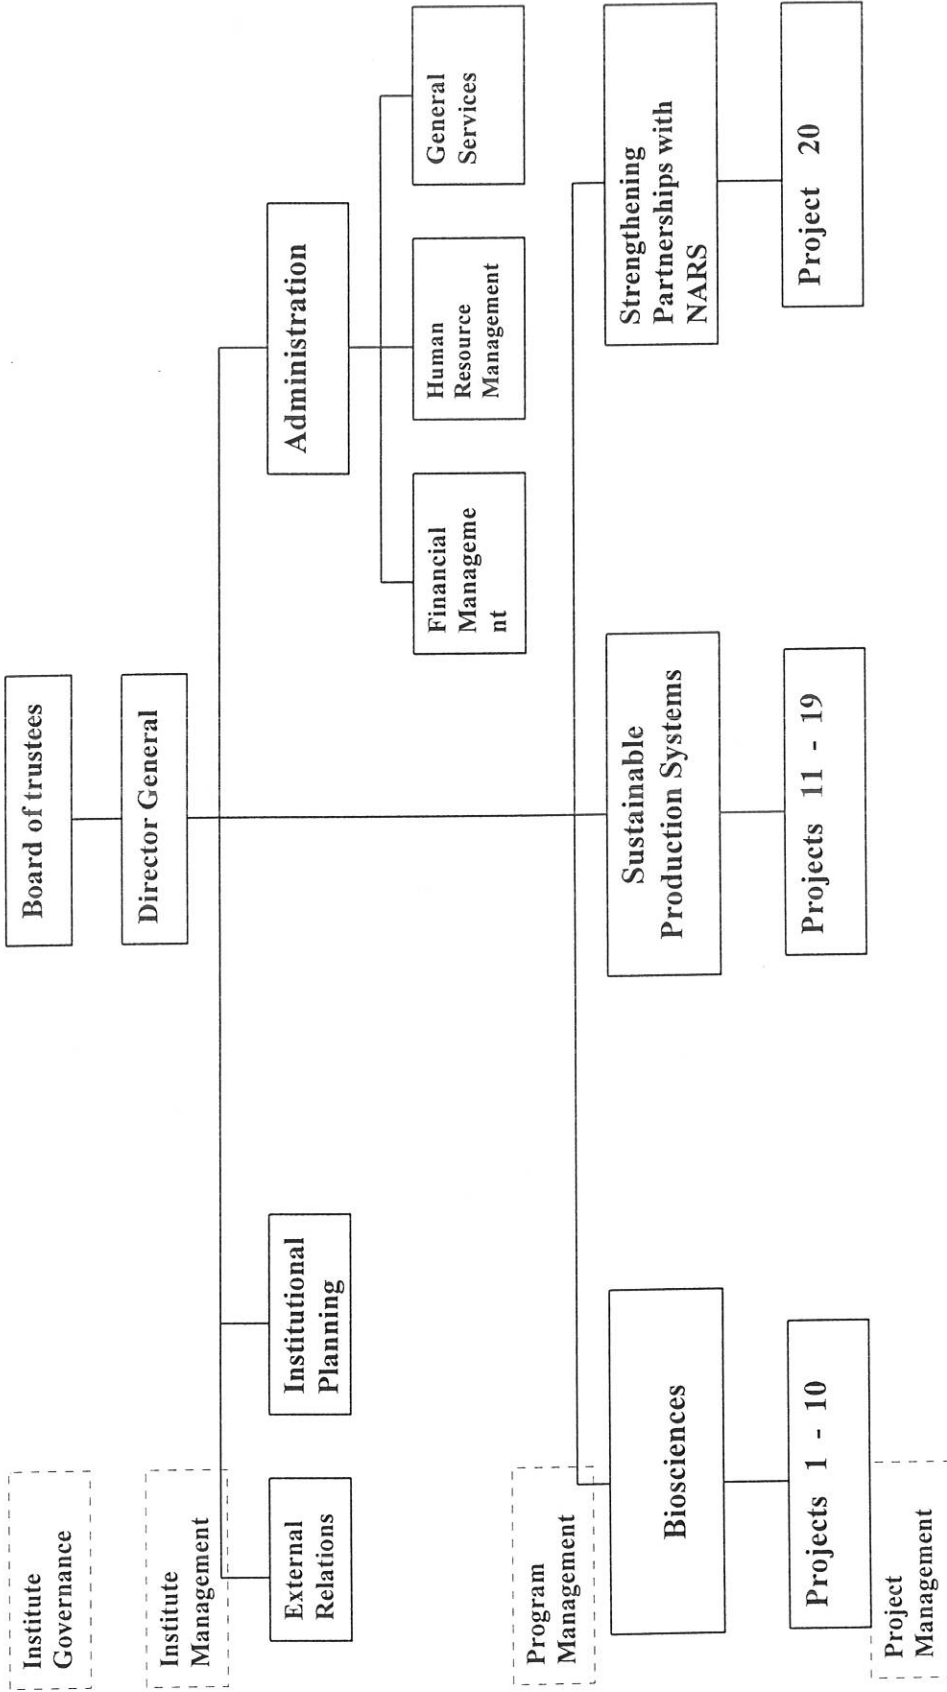 Institute
Governance
Board of trustees
Institute
Management
Director General
External
Relations
Institutional
Planning
Administration
Financial
Manageme
nt
Human
Resource
Management
General
Services
Program
Management
Biosciences
Sustainable
Production Systems
Strengthening
Partnerships with
NARS
Projects 1 - 10
Projects 11 - 19
Project 20
Project
Management